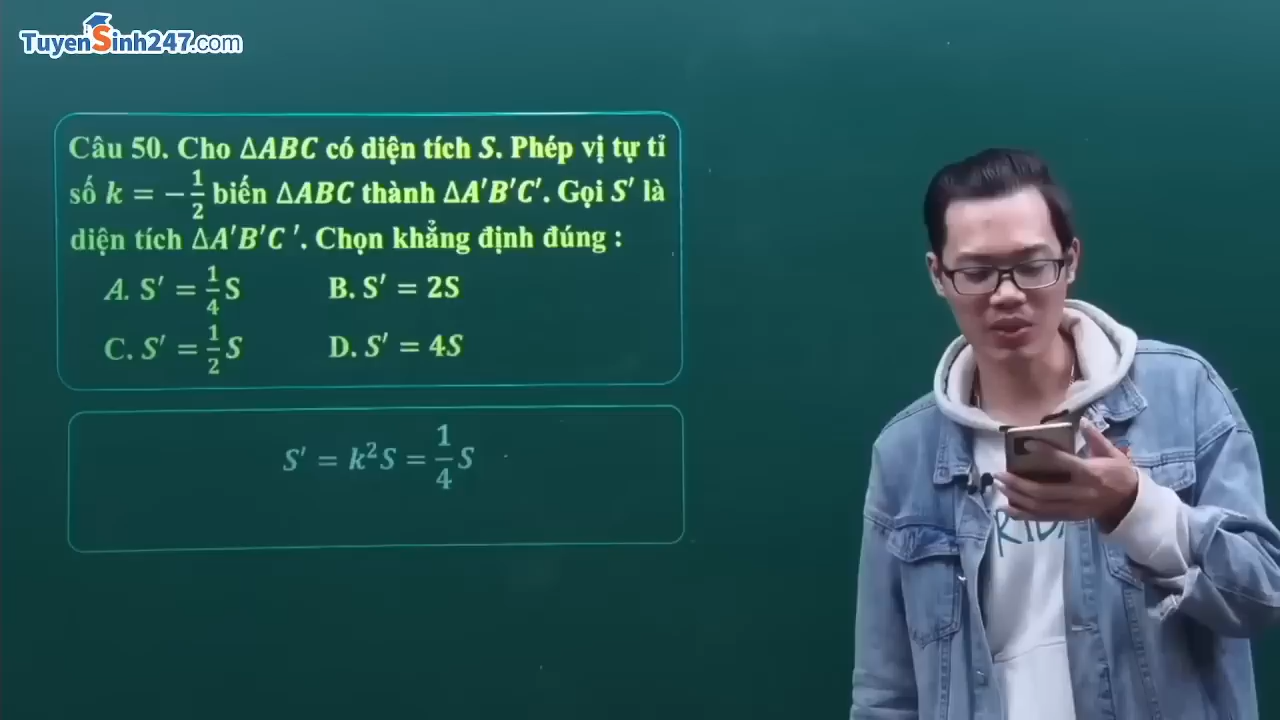 TuyenSinh247.com
Câu 50. Cho ΔABC có diện tích S. Phép vị tự tỉ
số k = −1/2 biến ΔABC thành ΔA′B′C′. Gọi S′ là
diện tích ΔA′B′C ′. Chọn khẳng định đúng :
A. S′ = 1/4 S B. S′ = 2S
C. S′ = 1/2 S D. S′ = 4S
S′ = k²S = 1/4 S